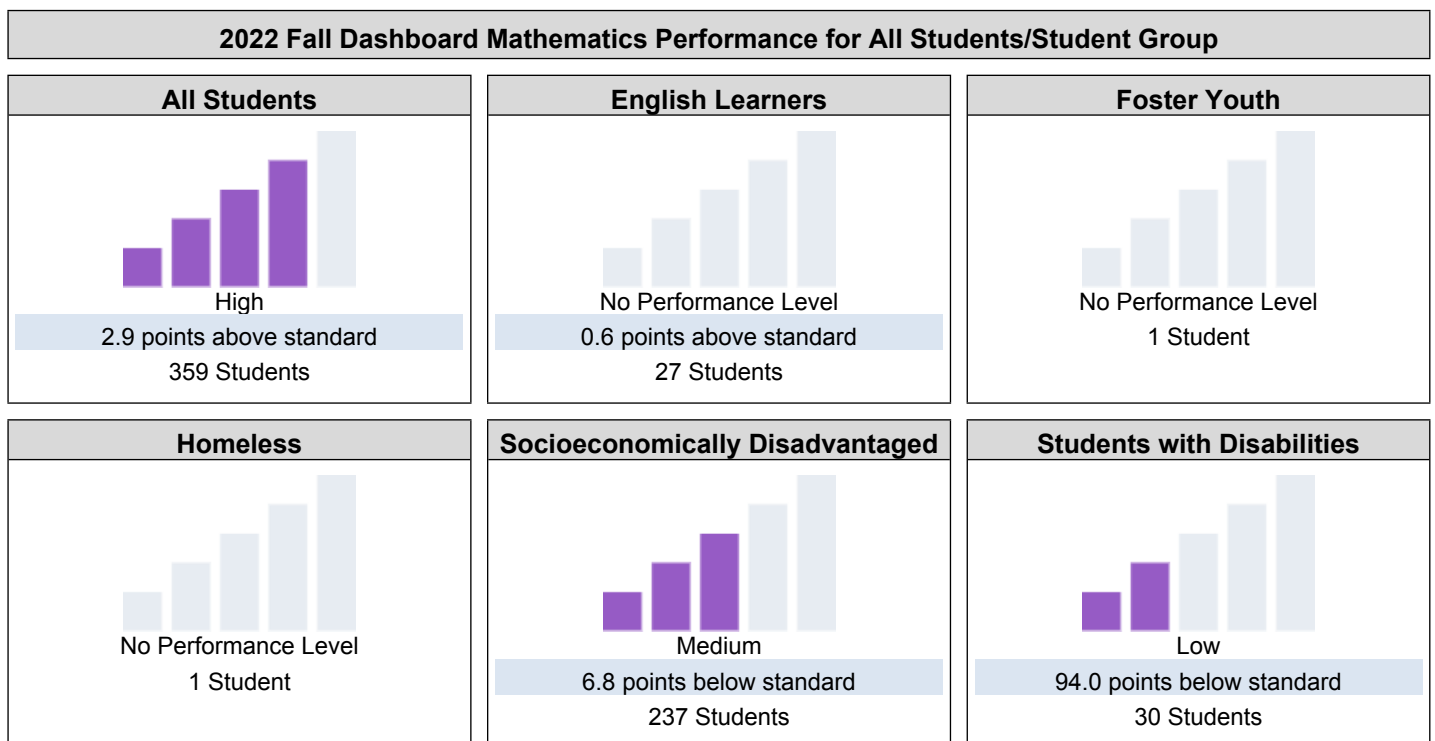 2022 Fall Dashboard Mathematics Performance for All Students/Student Group
All Students
High
2.9 points above standard
359 Students
English Learners
No Performance Level
0.6 points above standard
27 Students
Foster Youth
No Performance Level
1 Student
Homeless
No Performance Level
1 Student
Socioeconomically Disadvantaged
Medium
6.8 points below standard
237 Students
Students with Disabilities
Low
94.0 points below standard
30 Students